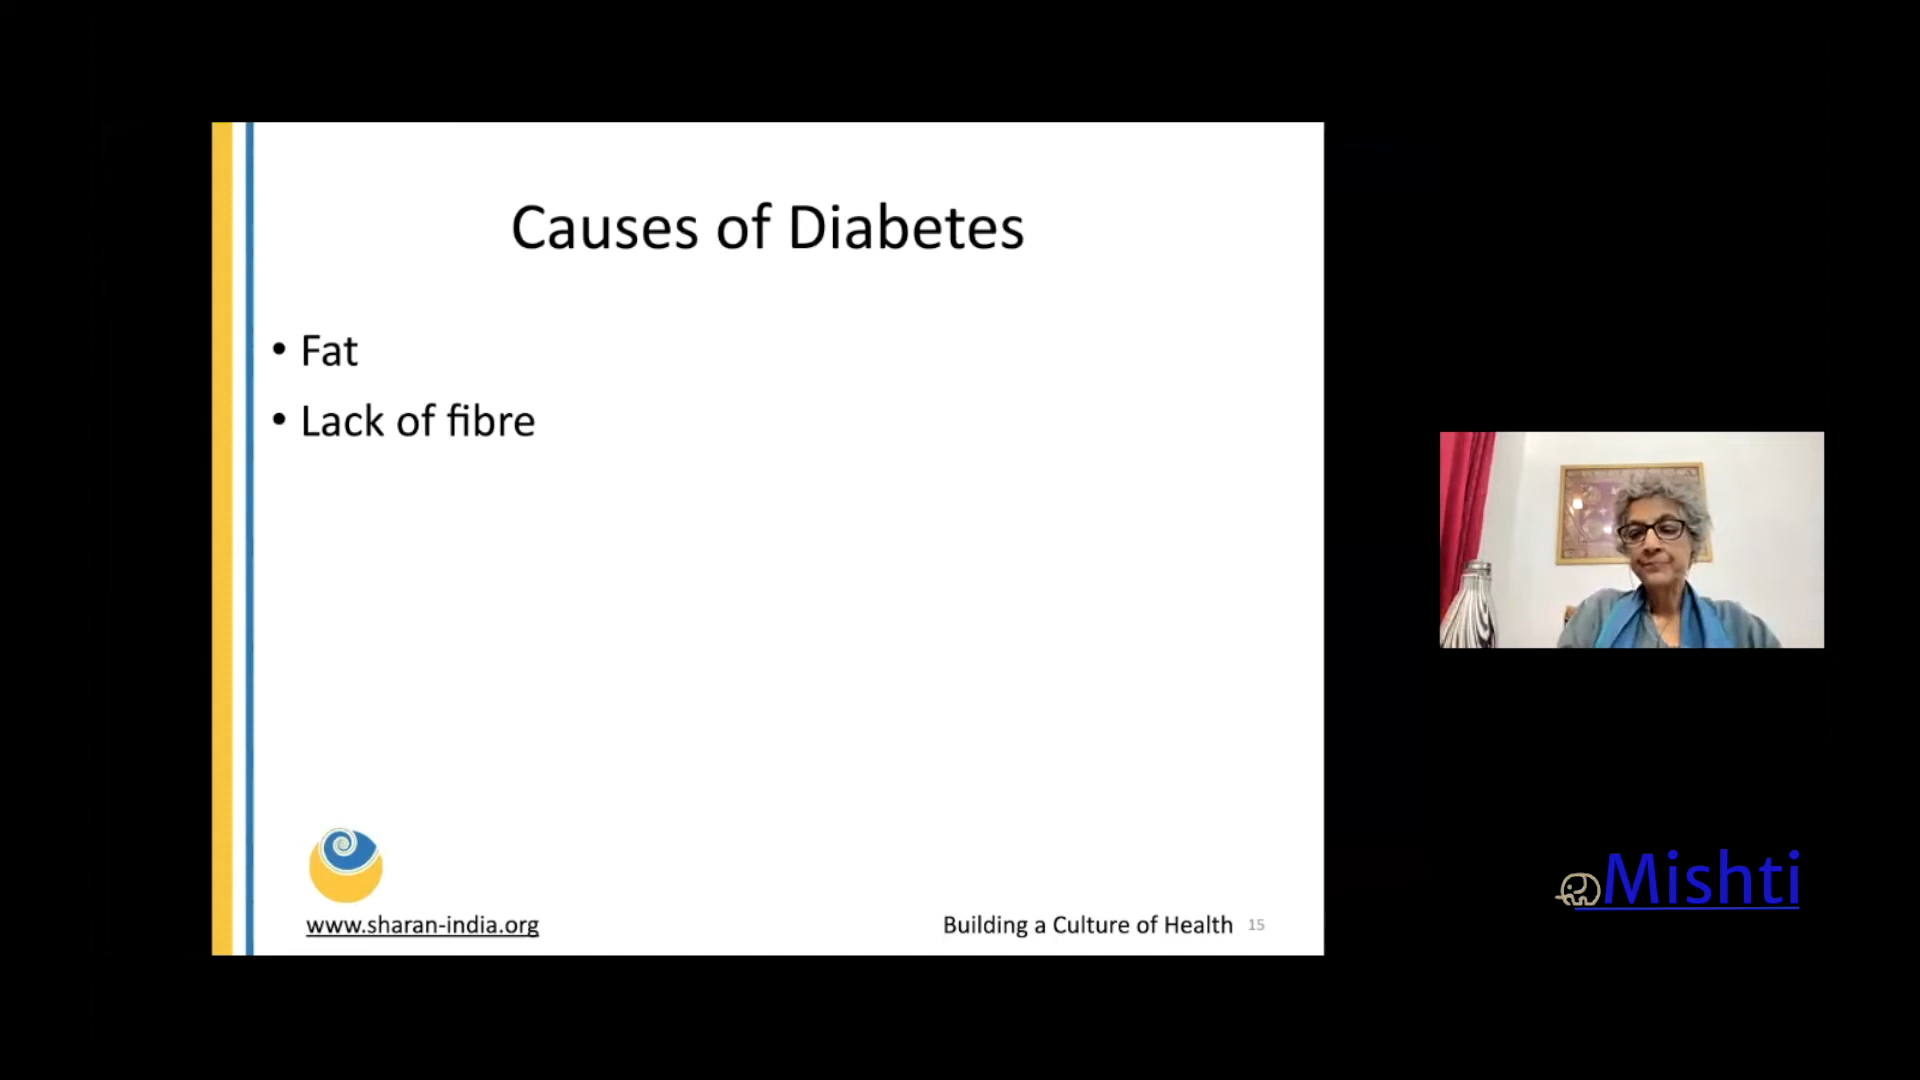 Causes of Diabetes
• Fat
• Lack of fibre
www.sharan-india.org
Building a Culture of Health 15
Mishti